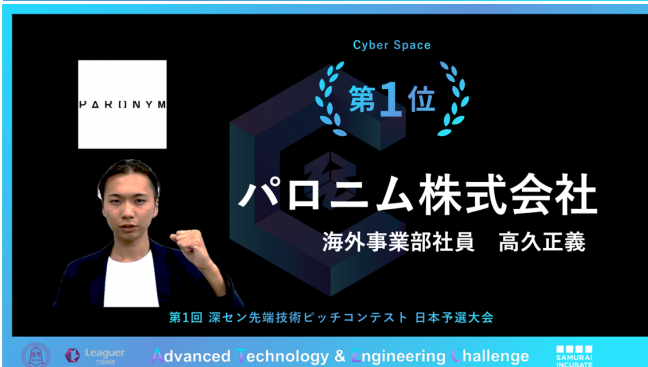 Cyber Space
第1位
PARONYM
パロニム株式会社
海外事業部社員 高久正義
第1回 深セン先端技術ピッチコンテスト 日本予選大会
Leaguer
Advanced Technology & Engineering Challenge
SAMURAI
INCUBATE